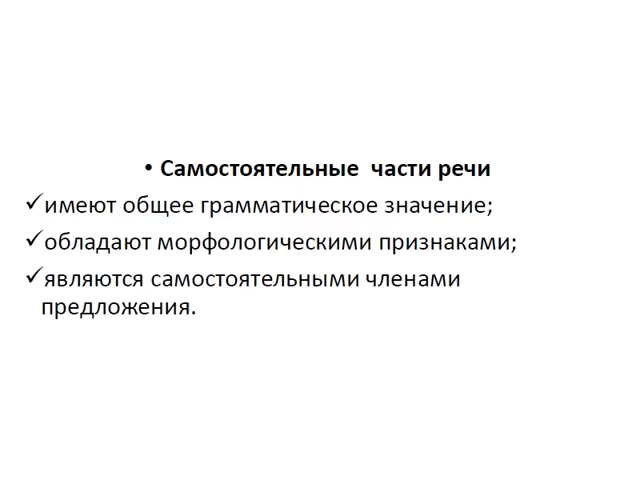 • Самостоятельные части речи
✓имеют общее грамматическое значение;
✓обладают морфологическими признаками;
✓являются самостоятельными членами
предложения.